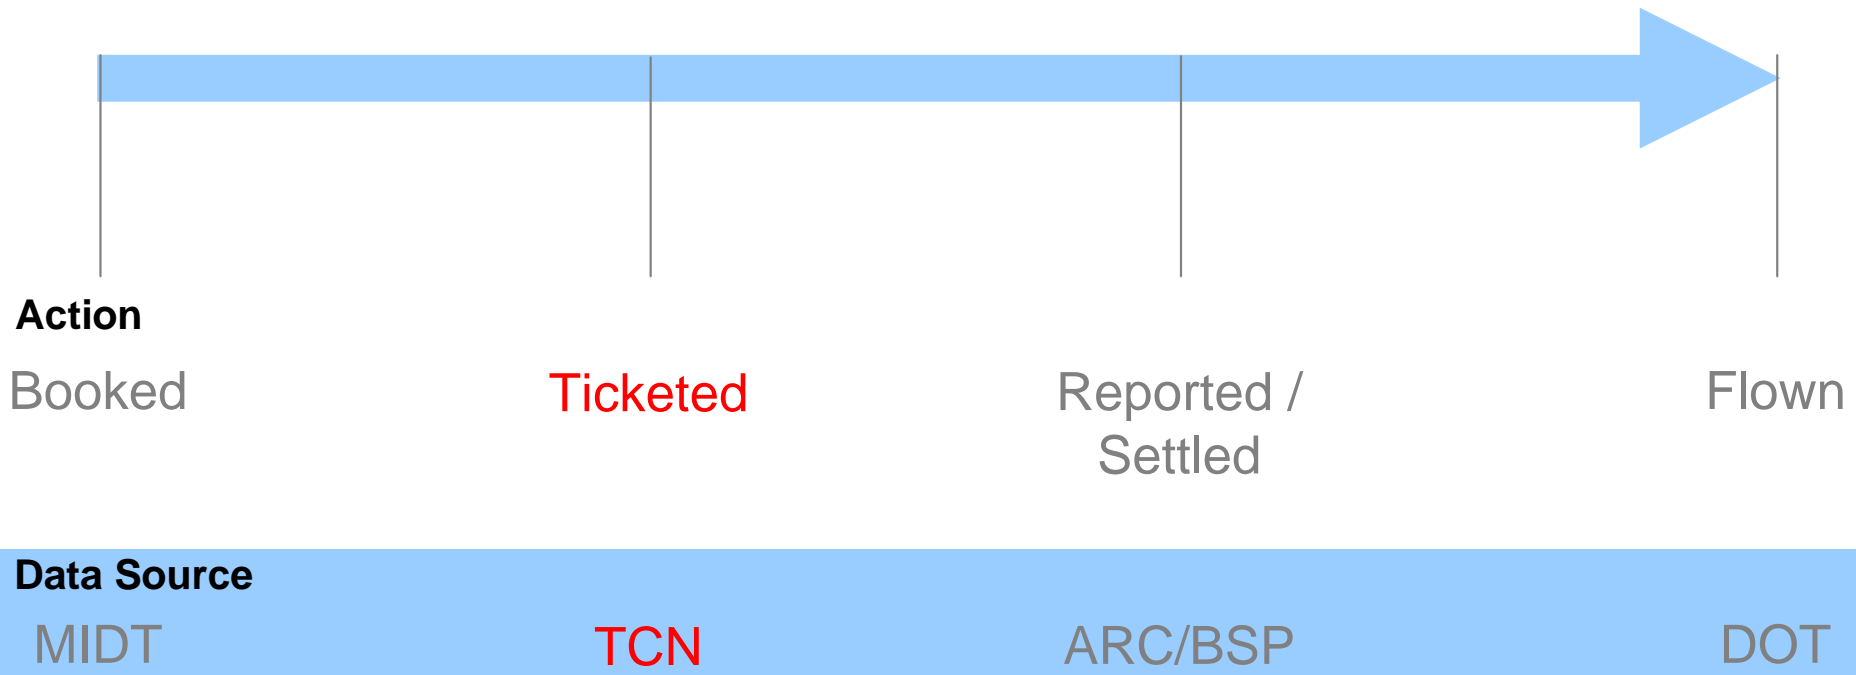 Action
Booked
Ticketed
Reported /
Settled
Flown
Data Source
MIDT
TCN
ARC/BSP
DOT